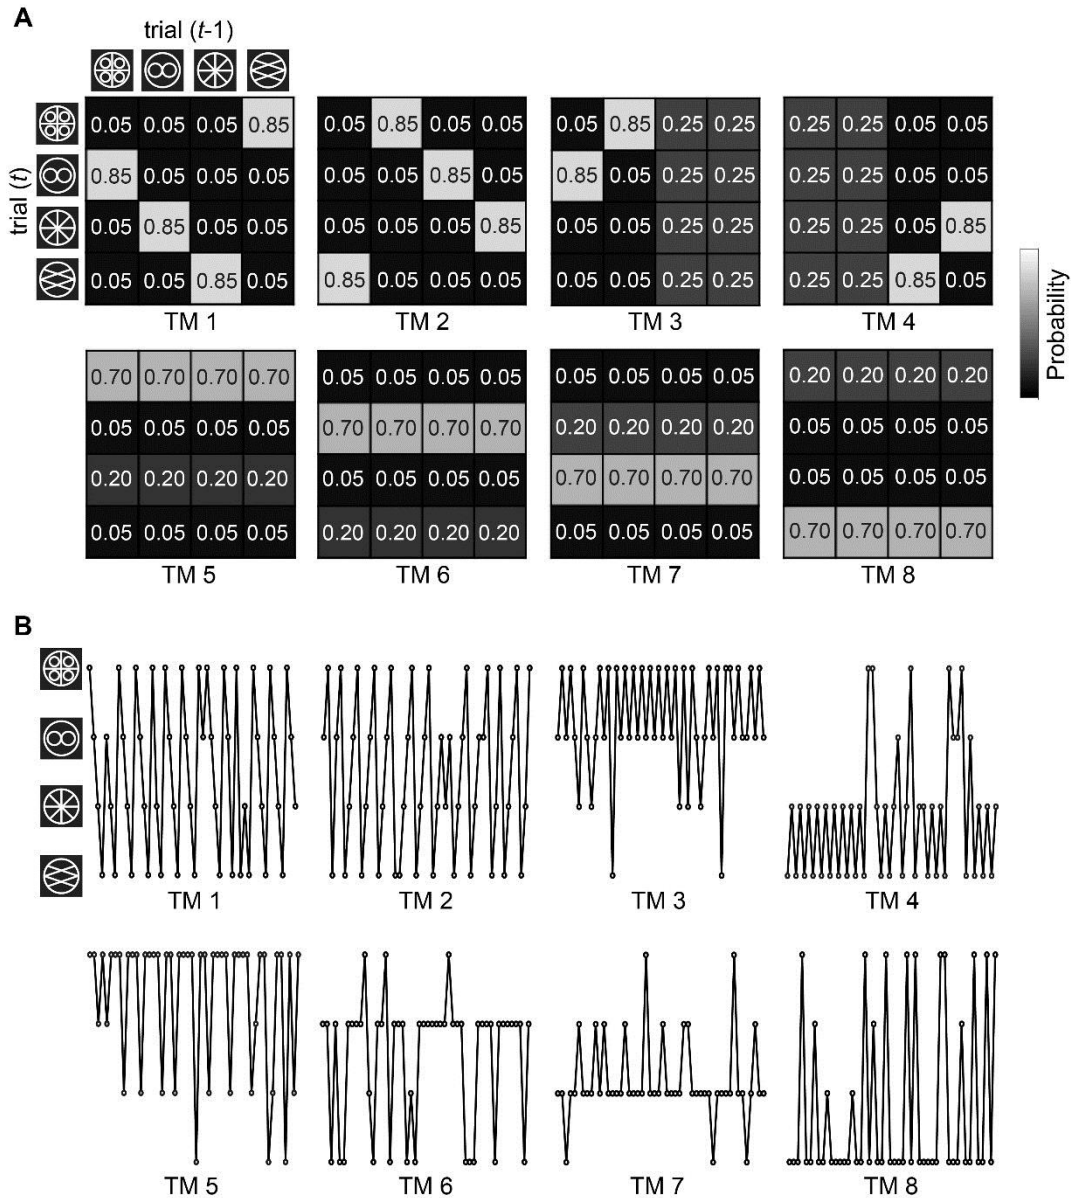 A
trial (t-1)
trial (t)
0.05 0.05 0.05 0.85
0.85 0.05 0.05 0.05
0.05 0.85 0.05 0.05
0.05 0.05 0.85 0.05
TM 1
0.05 0.85 0.05 0.05
0.05 0.05 0.85 0.05
0.05 0.05 0.05 0.85
0.85 0.05 0.05 0.05
TM 2
0.05 0.85 0.25 0.25
0.85 0.05 0.25 0.25
0.05 0.05 0.25 0.25
0.05 0.05 0.25 0.25
TM 3
0.25 0.25 0.05 0.05
0.25 0.25 0.05 0.05
0.25 0.25 0.05 0.85
0.25 0.25 0.85 0.05
TM 4
Probability
0.70 0.70 0.70 0.70
0.05 0.05 0.05 0.05
0.20 0.20 0.20 0.20
0.05 0.05 0.05 0.05
TM 5
0.05 0.05 0.05 0.05
0.70 0.70 0.70 0.70
0.05 0.05 0.05 0.05
0.20 0.20 0.20 0.20
TM 6
0.05 0.05 0.05 0.05
0.20 0.20 0.20 0.20
0.70 0.70 0.70 0.70
0.05 0.05 0.05 0.05
TM 7
0.20 0.20 0.20 0.20
0.05 0.05 0.05 0.05
0.05 0.05 0.05 0.05
0.70 0.70 0.70 0.70
TM 8
B
TM 1
TM 2
TM 3
TM 4
TM 5
TM 6
TM 7
TM 8